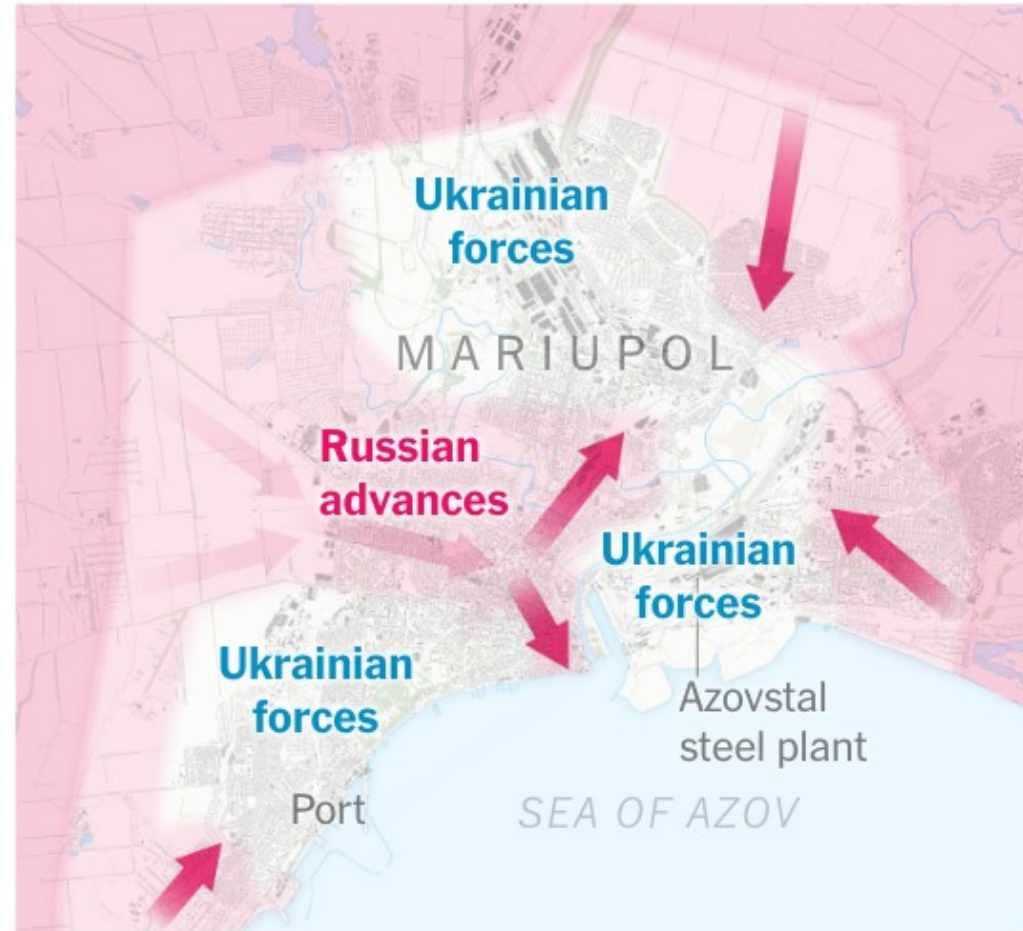 Ukrainian
forces
MARIUPOL
Russian
advances
Ukrainian
forces
Ukrainian
forces
Azovstal
steel plant
Port
SEA OF AZOV